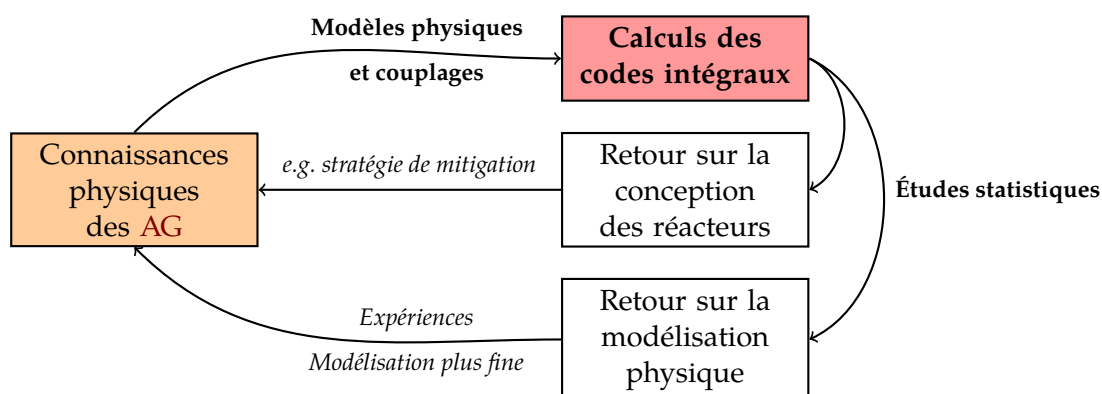 Modèles physiques
et couplages
Calculs des
codes intégraux
Connaissances
physiques
des AG
e.g. stratégie de mitigation
Retour sur la
conception
des réacteurs
Études statistiques
Expériences
Modélisation plus fine
Retour sur la
modélisation
physique